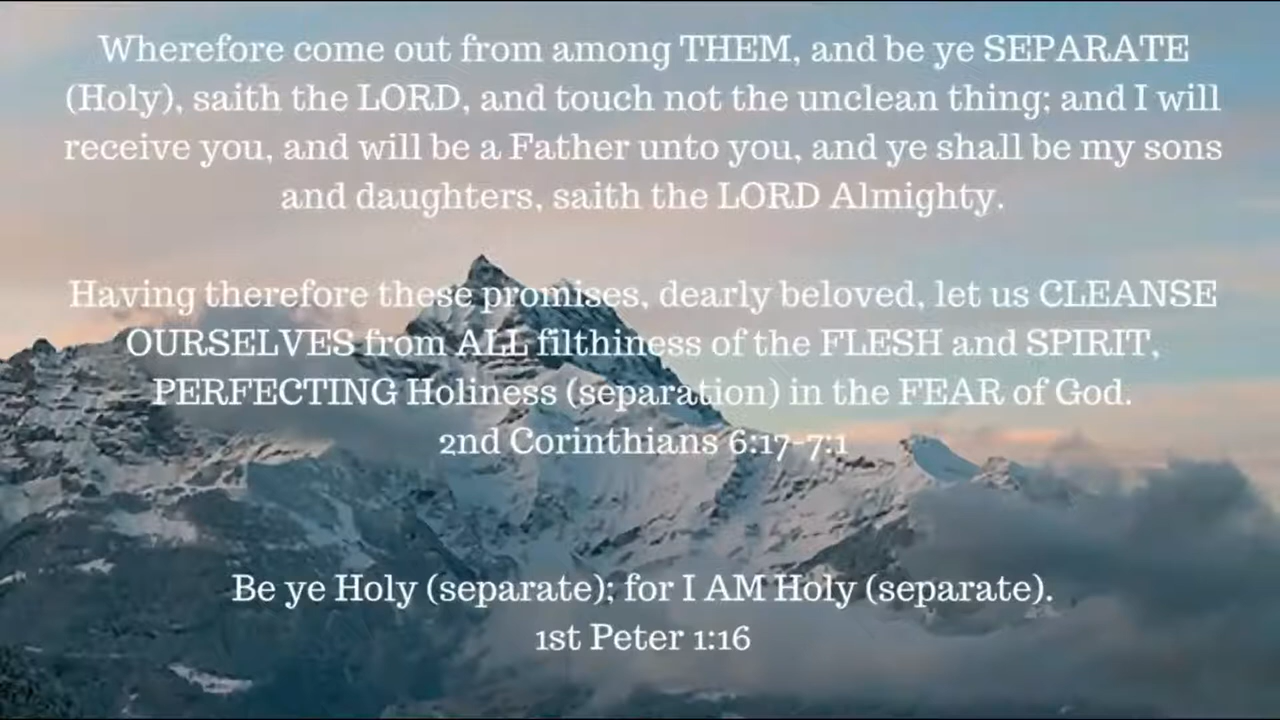 Wherefore come out from among THEM, and be ye SEPARATE
(Holy), saith the LORD, and touch not the unclean thing; and I will
receive you, and will be a Father unto you, and ye shall be my sons
and daughters, saith the LORD Almighty.
Having therefore these promises, dearly beloved, let us CLEANSE
OURSELVES from ALL filthiness of the FLESH and SPIRIT,
PERFECTING Holiness (separation) in the FEAR of God.
2nd Corinthians 6:17-7:1
Be ye Holy (separate); for I AM Holy (separate).
1st Peter 1:16